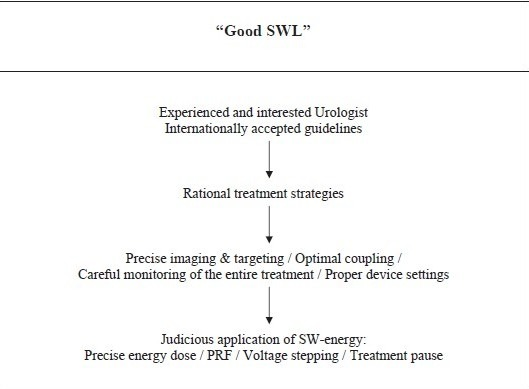 “Good SWL”
Experienced and interested Urologist
Internationally accepted guidelines
Rational treatment strategies
Precise imaging & targeting / Optimal coupling /
Careful monitoring of the entire treatment / Proper device settings
Judicious application of SW-energy:
Precise energy dose / PRF / Voltage stepping / Treatment pause